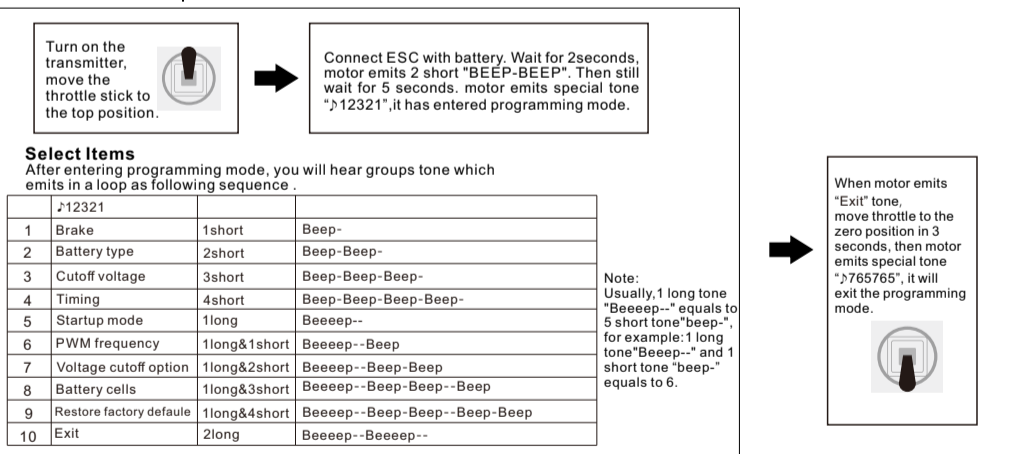 Turn on the
transmitter,
move the
throttle stick to
the top position.
Connect ESC with battery. Wait for 2seconds,
motor emits 2 short "BEEP-BEEP". Then still
wait for 5 seconds. motor emits special tone
“♪12321”,it has entered programming mode.
Select Items
After entering programming mode, you will hear groups tone which
emits in a loop as following sequence .
♪12321
1 Brake 1short Beep-
2 Battery type 2short Beep-Beep-
3 Cutoff voltage 3short Beep-Beep-Beep-
4 Timing 4short Beep-Beep-Beep-Beep-
5 Startup mode 1long Beeeep--
6 PWM frequency 1long&1short Beeeep--Beep
7 Voltage cutoff option 1long&2short Beeeep--Beep-Beep
8 Battery cells 1long&3short Beeeep--Beep-Beep--Beep
9 Restore factory defaule 1long&4short Beeeep--Beep-Beep--Beep-Beep
10 Exit 2long Beeeep--Beeeep--
Note:
Usually,1 long tone
"Beeeep--" equals to
5 short tone"beep-",
for example:1 long
tone"Beeep--" and 1
short tone “beep-”
equals to 6.
When motor emits
“Exit” tone,
move throttle to the
zero position in 3
seconds, then motor
emits special tone
“♪765765”, it will
exit the programming
mode.